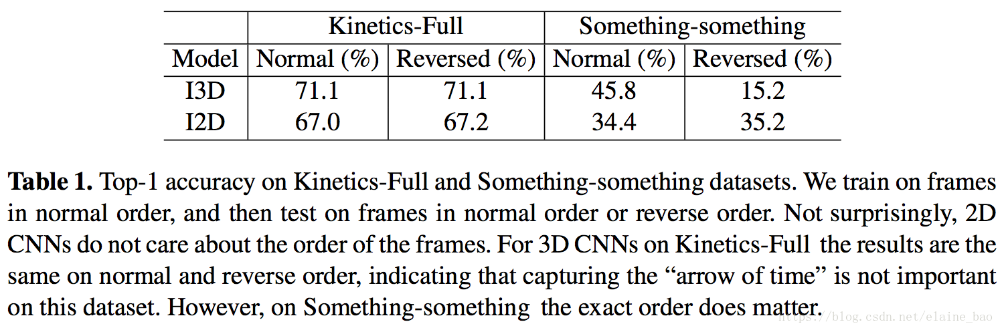 Kinetics-Full Something-something
Model Normal (%) Reversed (%) Normal (%) Reversed (%)
I3D 71.1 71.1 45.8 15.2
I2D 67.0 67.2 34.4 35.2
Table 1. Top-1 accuracy on Kinetics-Full and Something-something datasets. We train on frames
in normal order, and then test on frames in normal order or reverse order. Not surprisingly, 2D
CNNs do not care about the order of the frames. For 3D CNNs on Kinetics-Full the results are the
same on normal and reverse order, indicating that capturing the “arrow of time” is not important
on this dataset. However, on Something-something the exact order does matter.
https://blog.csdn.net/elaine_bao